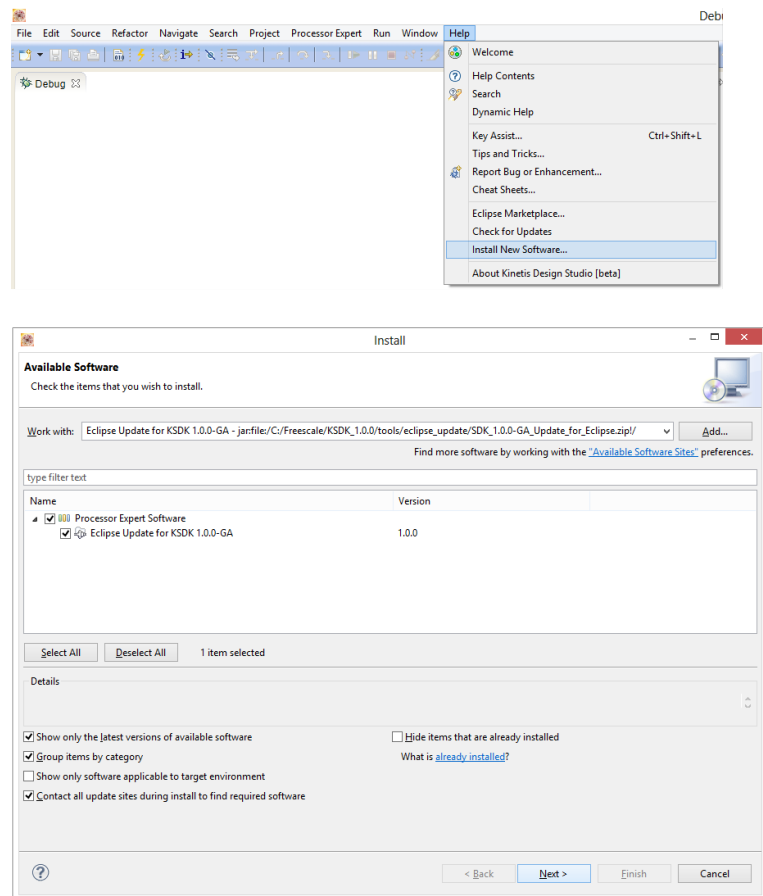 Debu
File Edit Source Refactor Navigate Search Project Processor Expert Run Window Help
Debug
Welcome
Help Contents
Search
Dynamic Help
Key Assist... Ctrl+Shift+L
Tips and Tricks...
Report Bug or Enhancement...
Cheat Sheets...
Eclipse Marketplace...
Check for Updates
Install New Software...
About Kinetis Design Studio [beta]
Install
Available Software
Check the items that you wish to install.
Work with: Eclipse Update for KSDK 1.0.0-GA - jar:file:/C:/Freescale/KSDK_1.0.0/tools/eclipse_update/SDK_1.0.0-GA_Update_for_Eclipse.zip!/ Add...
Find more software by working with the "Available Software Sites" preferences.
type filter text
Name Version
Processor Expert Software
Eclipse Update for KSDK 1.0.0-GA 1.0.0
Select All Deselect All 1 item selected
Details
Show only the latest versions of available software Hide items that are already installed
Group items by category What is already installed?
Show only software applicable to target environment
Contact all update sites during install to find required software
< Back Next > Finish Cancel